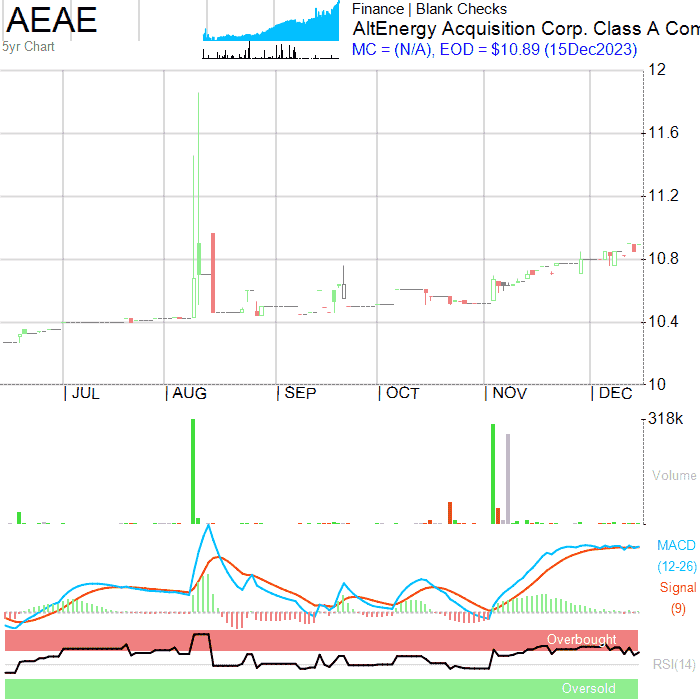 AEAE
5yr Chart
Finance | Blank Checks
AltEnergy Acquisition Corp. Class A Com
MC = (N/A), EOD = $10.89 (15Dec2023)
12
11.6
11.2
10.8
10.4
10
JUL
AUG
SEP
OCT
NOV
DEC
318k
Volume
MACD
(12-26)
Signal
(9)
Overbought
RSI(14)
Oversold